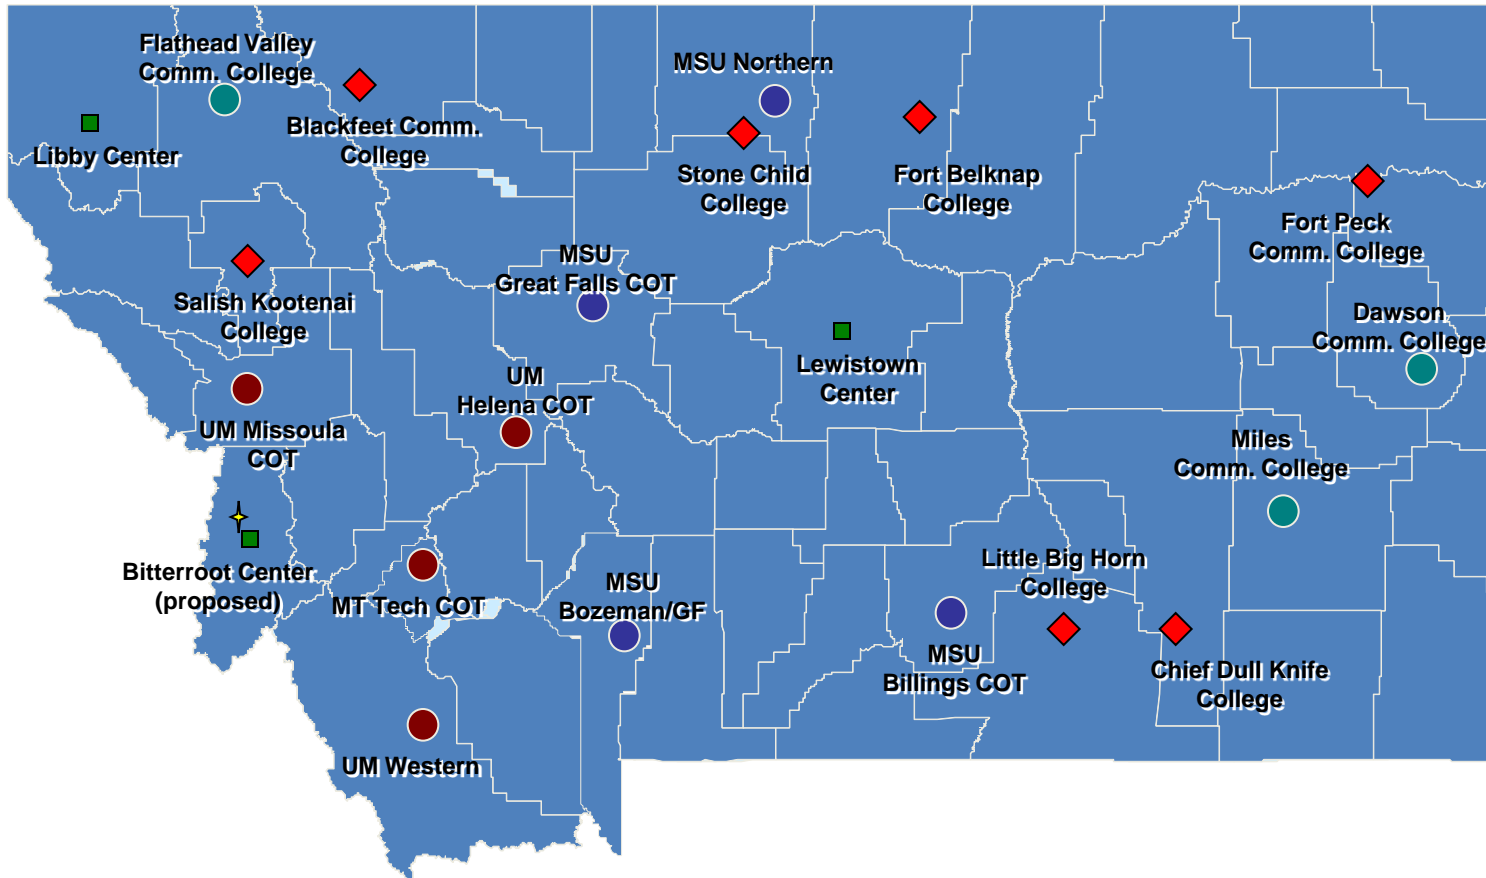 Flathead Valley
Comm. College
MSU Northern
Blackfeet Comm.
College
Libby Center
Stone Child
College
Fort Belknap
College
Fort Peck
Comm. College
MSU
Great Falls COT
Salish Kootenai
College
Dawson
Comm. College
Lewistown
Center
UM
Helena COT
UM Missoula
COT
Miles
Comm. College
Bitterroot Center
(proposed)
MT Tech COT
MSU
Bozeman/GF
Little Big Horn
College
MSU
Billings COT
Chief Dull Knife
College
UM Western